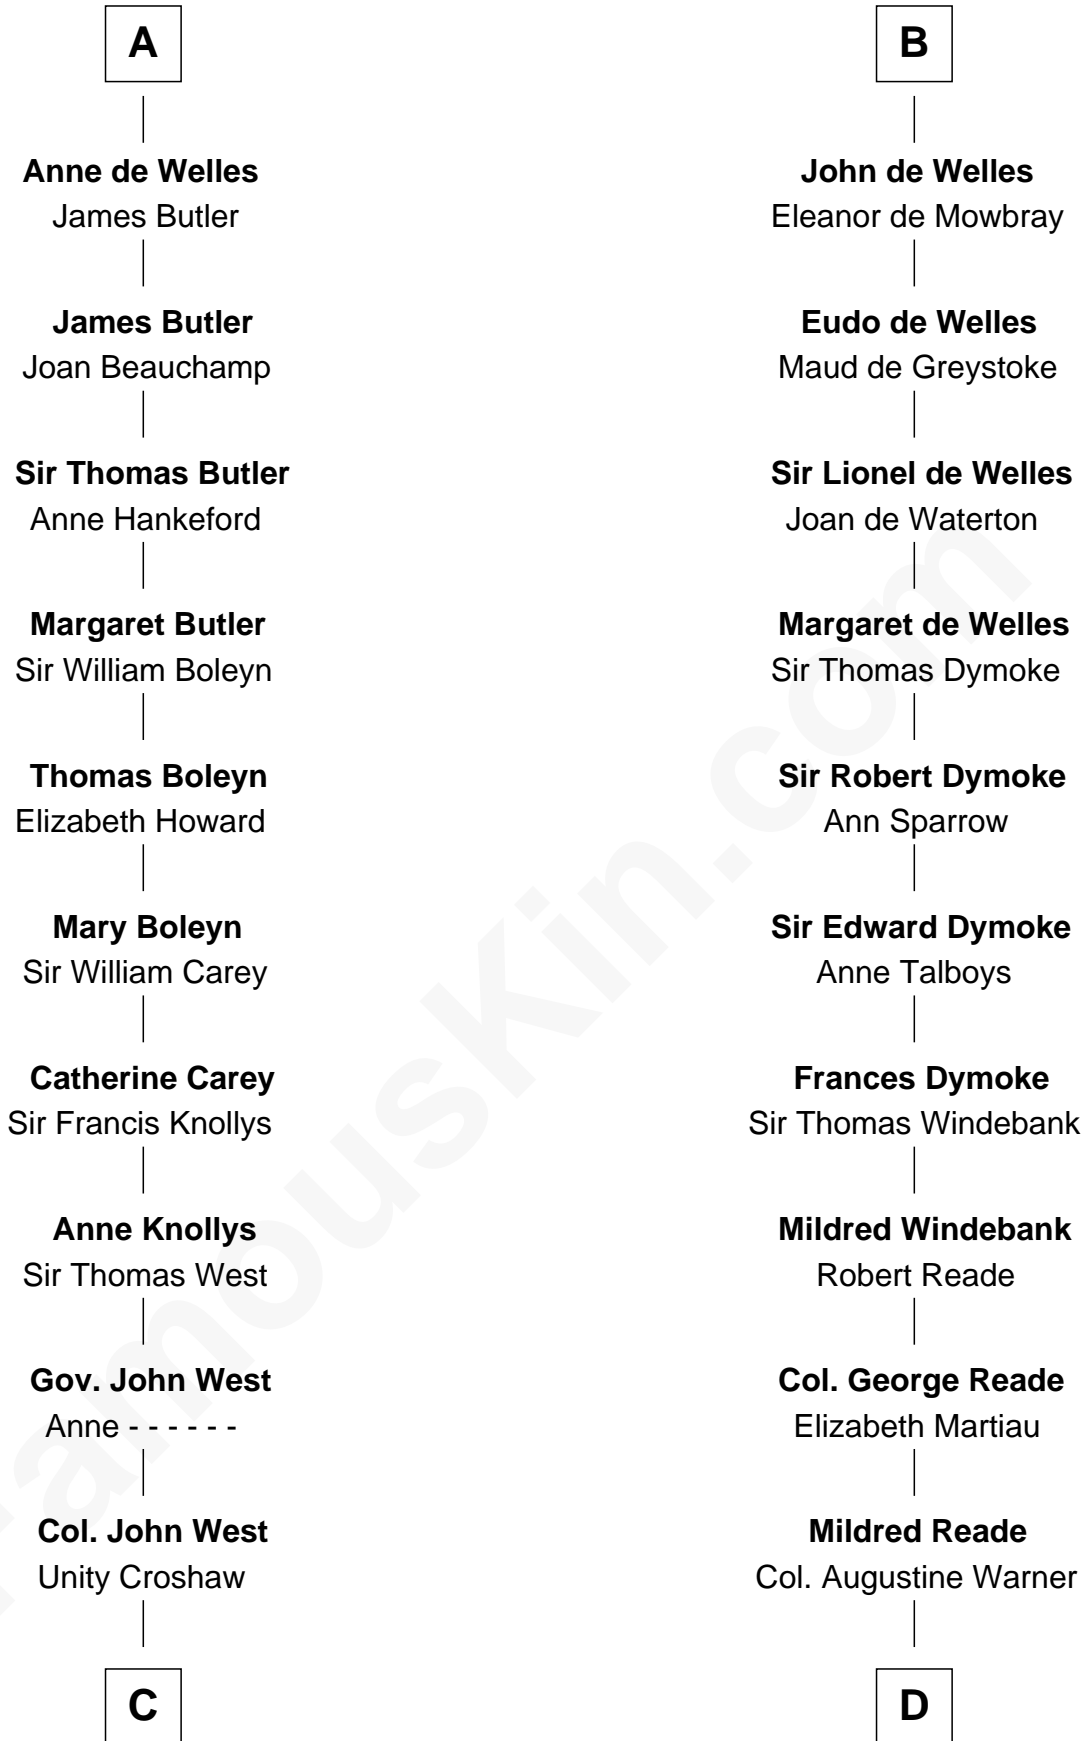 A
Anne de Welles
James Butler
James Butler
Joan Beauchamp
Sir Thomas Butler
Anne Hankeford
Margaret Butler
Sir William Boleyn
Thomas Boleyn
Elizabeth Howard
Mary Boleyn
Sir William Carey
Catherine Carey
Sir Francis Knollys
Anne Knollys
Sir Thomas West
Gov. John West
Anne - - - - - -
Col. John West
Unity Croshaw
C
B
John de Welles
Eleanor de Mowbray
Eudo de Welles
Maud de Greystoke
Sir Lionel de Welles
Joan de Waterton
Margaret de Welles
Sir Thomas Dymoke
Sir Robert Dymoke
Ann Sparrow
Sir Edward Dymoke
Anne Talboys
Frances Dymoke
Sir Thomas Windebank
Mildred Windebank
Robert Reade
Col. George Reade
Elizabeth Martiau
Mildred Reade
Col. Augustine Warner
D
FamousKin.com